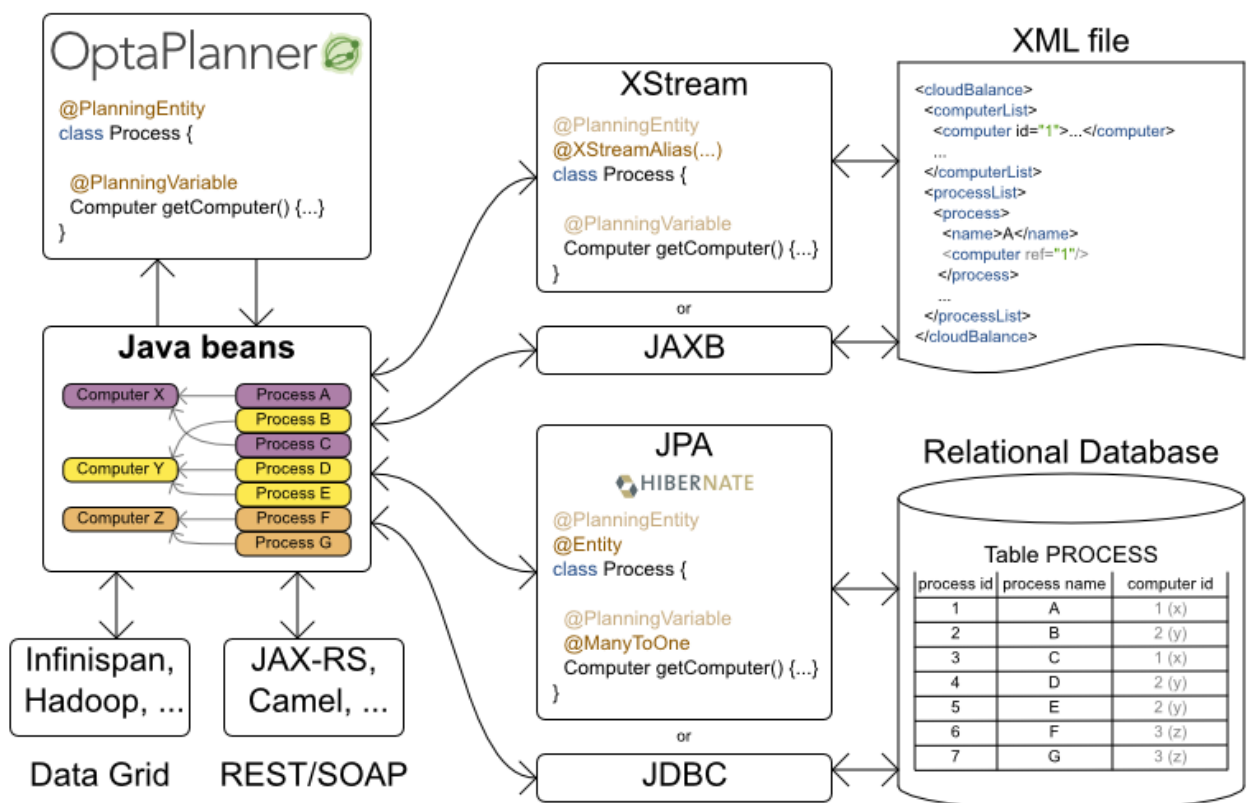 OptaPlanner
@PlanningEntity
class Process {
@PlanningVariable
Computer getComputer() {...}
}
Java beans
Computer X
Computer Y
Computer Z
Process A
Process B
Process C
Process D
Process E
Process F
Process G
Infinispan,
Hadoop, ...
Data Grid
JAX-RS,
Camel, ...
REST/SOAP
XStream
@PlanningEntity
@XStreamAlias(...)
class Process {
@PlanningVariable
Computer getComputer() {...}
}
or
JAXB
XML file
<cloudBalance>
<computerList>
<computer id="1">...</computer>
...
</computerList>
<processList>
<process>
<name>A</name>
<computer ref="1"/>
</process>
...
</processList>
</cloudBalance>
JPA
HIBERNATE
@PlanningEntity
@Entity
class Process {
@PlanningVariable
@ManyToOne
Computer getComputer() {...}
}
or
JDBC
Relational Database
Table PROCESS
process id process name computer id
1 A 1 (x)
2 B 2 (y)
3 C 1 (x)
4 D 2 (y)
5 E 2 (y)
6 F 3 (z)
7 G 3 (z)